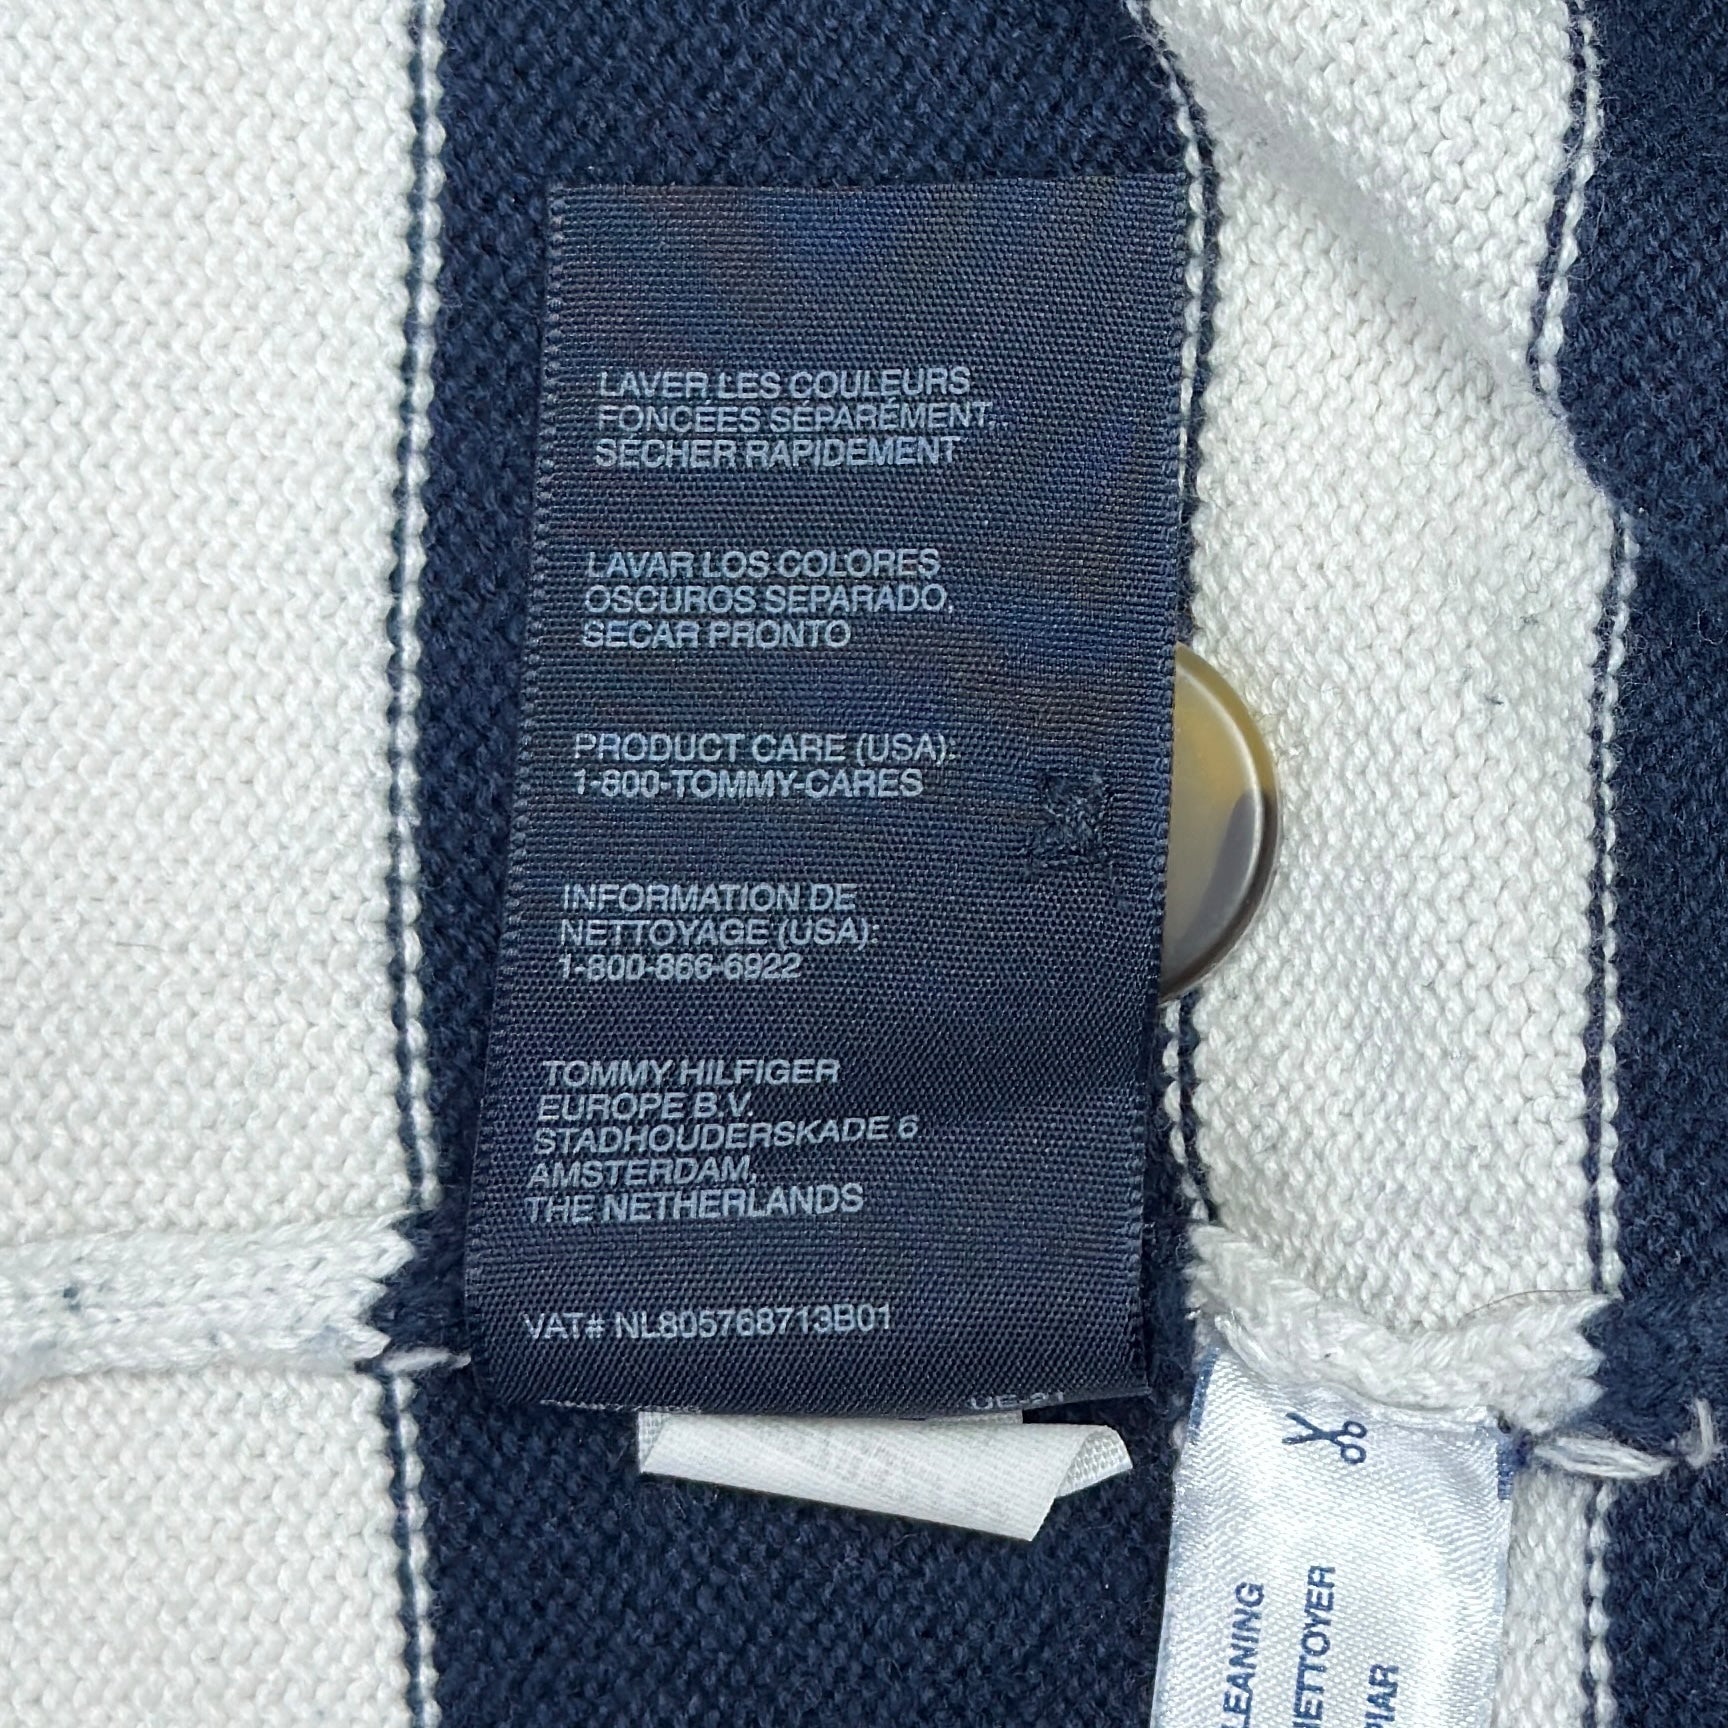 LAVER LES COULEURS
FONCÉES SÉPARÉMENT.
SÉCHER RAPIDEMENT
LAVAR LOS COLORES
OSCUROS SEPARADO,
SECAR PRONTO
PRODUCT CARE (USA):
1-800-TOMMY-CARES
INFORMATION DE
NETTOYAGE (USA):
1-800-866-6922
TOMMY HILFIGER
EUROPE B.V.
STADHOUDERSKADE 6
AMSTERDAM,
THE NETHERLANDS
VAT# NL805768713B01